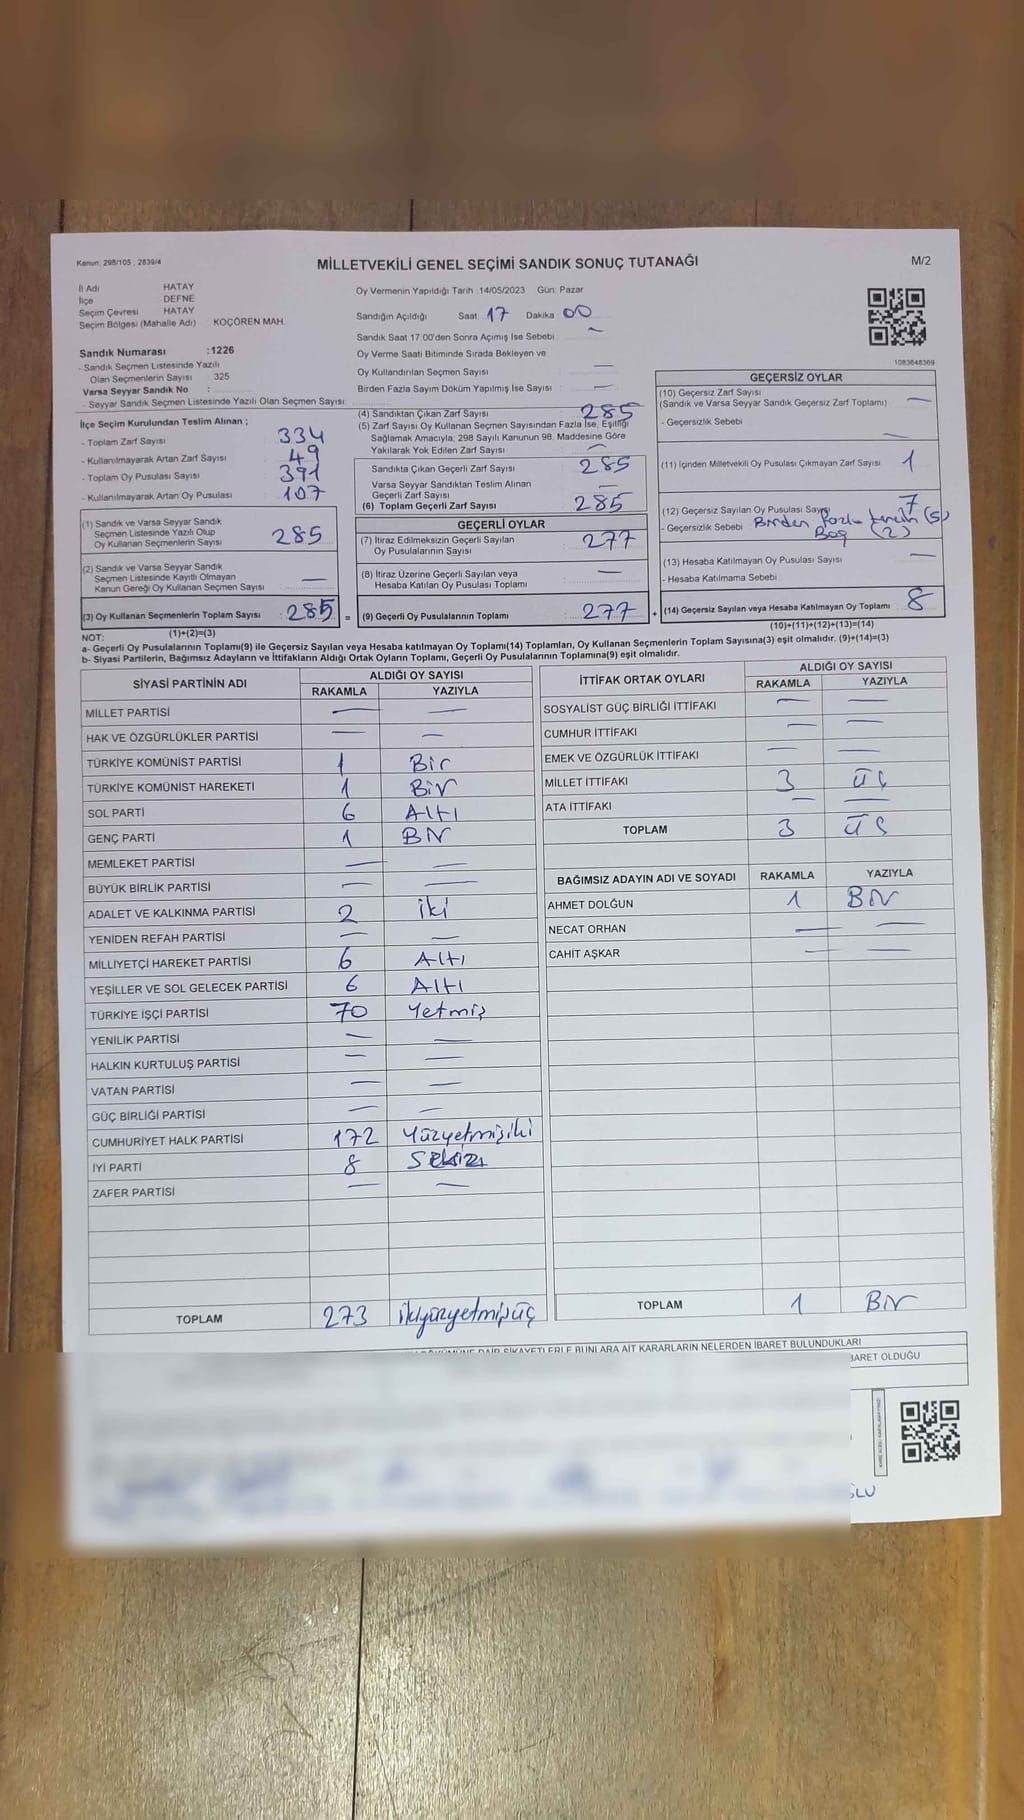 Kanun: 298/105, 2839/4
MİLLETVEKİLİ GENEL SEÇİMİ SANDIK SONUÇ TUTANAĞI
M/2
İl Adı HATAY
İlçe DEFNE
Seçim Çevresi HATAY
Seçim Bölgesi (Mahalle Adı) KOÇÖREN MAH.
Sandık Numarası :1226
- Sandık Seçmen Listesinde Yazılı
Olan Seçmenlerin Sayısı 325
Varsa Seyyar Sandık No :
- Seyyar Sandık Seçmen Listesinde Yazılı Olan Seçmen Sayısı:
Oy Vermenin Yapıldığı Tarih :14/05/2023 Gün: Pazar
Sandığın Açıldığı Saat: 17 Dakika: 00
Sandık Saat 17:00'den Sonra Açımış İse Sebebi : —
Oy Verme Saati Bitiminde Sırada Bekleyen ve
Oy Kullandırılan Seçmen Sayısı : —
Birden Fazla Sayım Döküm Yapılmış İse Sayısı : —
1083648369
İlçe Seçim Kurulundan Teslim Alınan ;
- Toplam Zarf Sayısı : 334
- Kullanılmayarak Artan Zarf Sayısı : 49
- Toplam Oy Pusulası Sayısı : 391
- Kullanılmayarak Artan Oy Pusulası : 107
(1) Sandık ve Varsa Seyyar Sandık
Seçmen Listesinde Yazılı Olup
Oy Kullanan Seçmenlerin Sayısı : 285
(2) Sandık ve Varsa Seyyar Sandık
Seçmen Listesinde Kayıtlı Olmayan
Kanun Gereği Oy Kullanan Seçmen Sayısı : —
(3) Oy Kullanan Seçmenlerin Toplam Sayısı : 285 =
(1)+(2)=(3)
(4) Sandıktan Çıkan Zarf Sayısı : 285
(5) Zarf Sayısı Oy Kullanan Seçmen Sayısından Fazla İse, Eşitliği
Sağlamak Amacıyla, 298 Sayılı Kanunun 98. Maddesine Göre
Yakılarak Yok Edilen Zarf Sayısı : —
Sandıkta Çıkan Geçerli Zarf Sayısı : 285
Varsa Seyyar Sandıktan Teslim Alınan
Geçerli Zarf Sayısı : —
(6) Toplam Geçerli Zarf Sayısı : 285
GEÇERLİ OYLAR
(7) İtiraz Edilmeksizin Geçerli Sayılan
Oy Pusulalarının Sayısı : 277
(8) İtiraz Üzerine Geçerli Sayılan veya
Hesaba Katılan Oy Pusulası Toplamı : —
(9) Geçerli Oy Pusulalarının Toplamı : 277 +
GEÇERSİZ OYLAR
(10) Geçersiz Zarf Sayısı
(Sandık ve Varsa Seyyar Sandık Geçersiz Zarf Toplamı) : —
- Geçersizlik Sebebi : —
(11) İçinden Milletvekili Oy Pusulası Çıkmayan Zarf Sayısı : 1
(12) Geçersiz Sayılan Oy Pusulası Sayısı 7
- Geçersizlik Sebebi Birden fazla tercih (5)
Boş (2)
(13) Hesaba Katılmayan Oy Pusulası Sayısı : —
- Hesaba Katılmama Sebebi :
(14) Geçersiz Sayılan veya Hesaba Katılmayan Oy Toplamı : 8
(10)+(11)+(12)+(13)=(14)
NOT:
a- Geçerli Oy Pusulalarının Toplamı(9) ile Geçersiz Sayılan veya Hesaba katılmayan Oy Toplamı(14) Toplamları, Oy Kullanan Seçmenlerin Toplam Sayısına(3) eşit olmalıdır. (9)+(14)=(3)
b- Siyasi Partilerin, Bağımsız Adayların ve İttifakların Aldığı Ortak Oyların Toplamı, Geçerli Oy Pusulalarının Toplamına(9) eşit olmalıdır.
SİYASİ PARTİNİN ADI ALDIĞI OY SAYISI
RAKAMLA YAZIYLA
MİLLET PARTİSİ — —
HAK VE ÖZGÜRLÜKLER PARTİSİ — —
TÜRKİYE KOMÜNİST PARTİSİ 1 Bir
TÜRKİYE KOMÜNİST HAREKETİ 1 Bir
SOL PARTİ 6 Altı
GENÇ PARTİ 1 Bir
MEMLEKET PARTİSİ — —
BÜYÜK BİRLİK PARTİSİ — —
ADALET VE KALKINMA PARTİSİ 2 iki
YENİDEN REFAH PARTİSİ — —
MİLLİYETÇİ HAREKET PARTİSİ 6 Altı
YEŞİLLER VE SOL GELECEK PARTİSİ 6 Altı
TÜRKİYE İŞÇİ PARTİSİ 70 Yetmiş
YENİLİK PARTİSİ — —
HALKIN KURTULUŞ PARTİSİ — —
VATAN PARTİSİ — —
GÜÇ BİRLİĞİ PARTİSİ — —
CUMHURİYET HALK PARTİSİ 172 Yüzyetmişiki
İYİ PARTİ 8 Sekiz
ZAFER PARTİSİ — —
TOPLAM 273 ikiyüzyetmişüç
İTTİFAK ORTAK OYLARI ALDIĞI OY SAYISI
RAKAMLA YAZIYLA
SOSYALİST GÜÇ BİRLİĞİ İTTİFAKI — —
CUMHUR İTTİFAKI — —
EMEK VE ÖZGÜRLÜK İTTİFAKI — —
MİLLET İTTİFAKI 3 üç
ATA İTTİFAKI — —
TOPLAM 3 üç
BAĞIMSIZ ADAYIN ADI VE SOYADI RAKAMLA YAZIYLA
AHMET DOLĞUN 1 Bir
NECAT ORHAN — —
CAHİT AŞKAR — —
TOPLAM 1 Bir
DAİR ŞİKAYETLERLE BUNLARA AİT KARARLARIN NELERDEN İBARET BULUNDUKLARI
BARET OLDUĞU